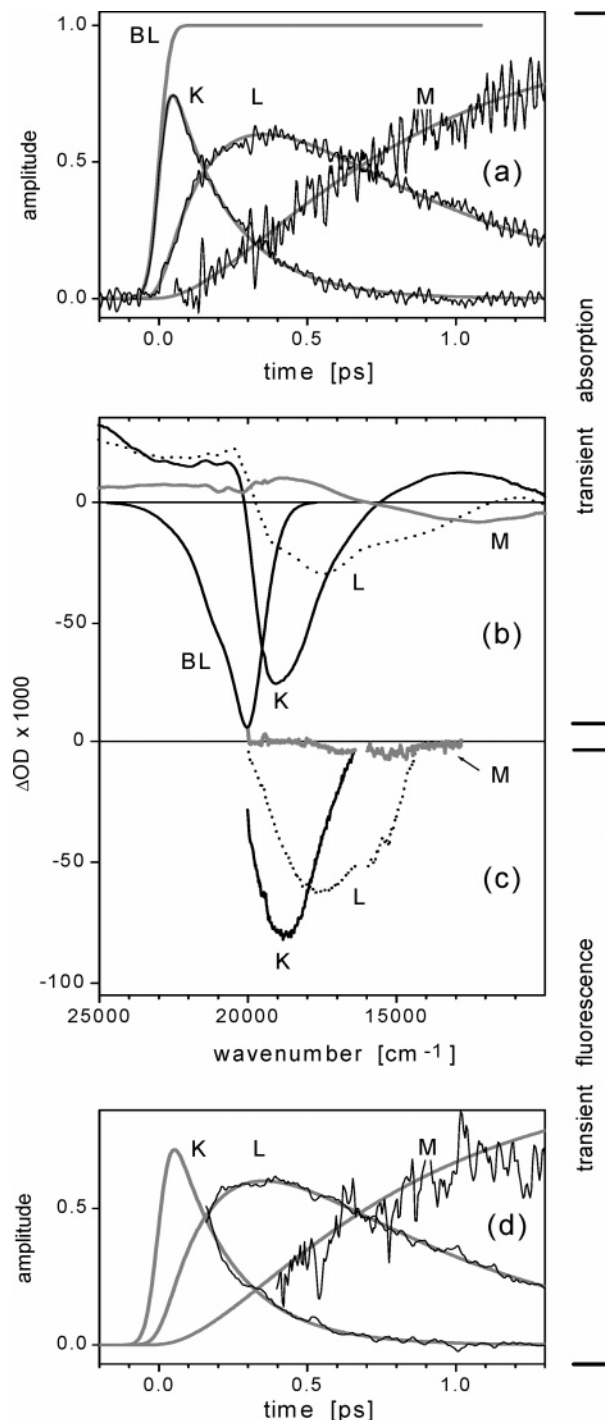 1.0
BL
K
L
M
amplitude
0.5
(a)
0.0
0.0
0.5
1.0
time [ps]
transient absorption
0
M
L
-50
(b)
BL
K
ΔOD x 1000
0
M
-50
L
(c)
K
-100
25000
20000
15000
wavenumber [cm-1]
transient fluorescence
K
L
M
amplitude
0.5
(d)
0.0
0.0
0.5
1.0
time [ps]